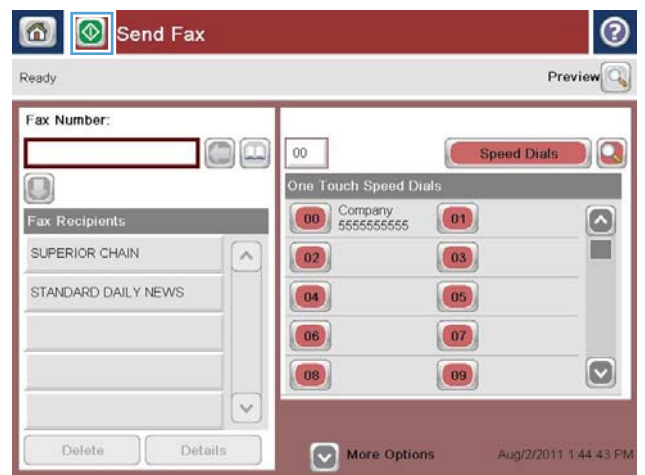 Send Fax
Ready
Preview
Fax Number:
00
Speed Dials
One Touch Speed Dials
00 Company 01
5555555555
Fax Recipients
SUPERIOR CHAIN
02 03
STANDARD DAILY NEWS
04 05
06 07
08 09
Delete Details
More Options
Aug/2/2011 1:44:43 PM